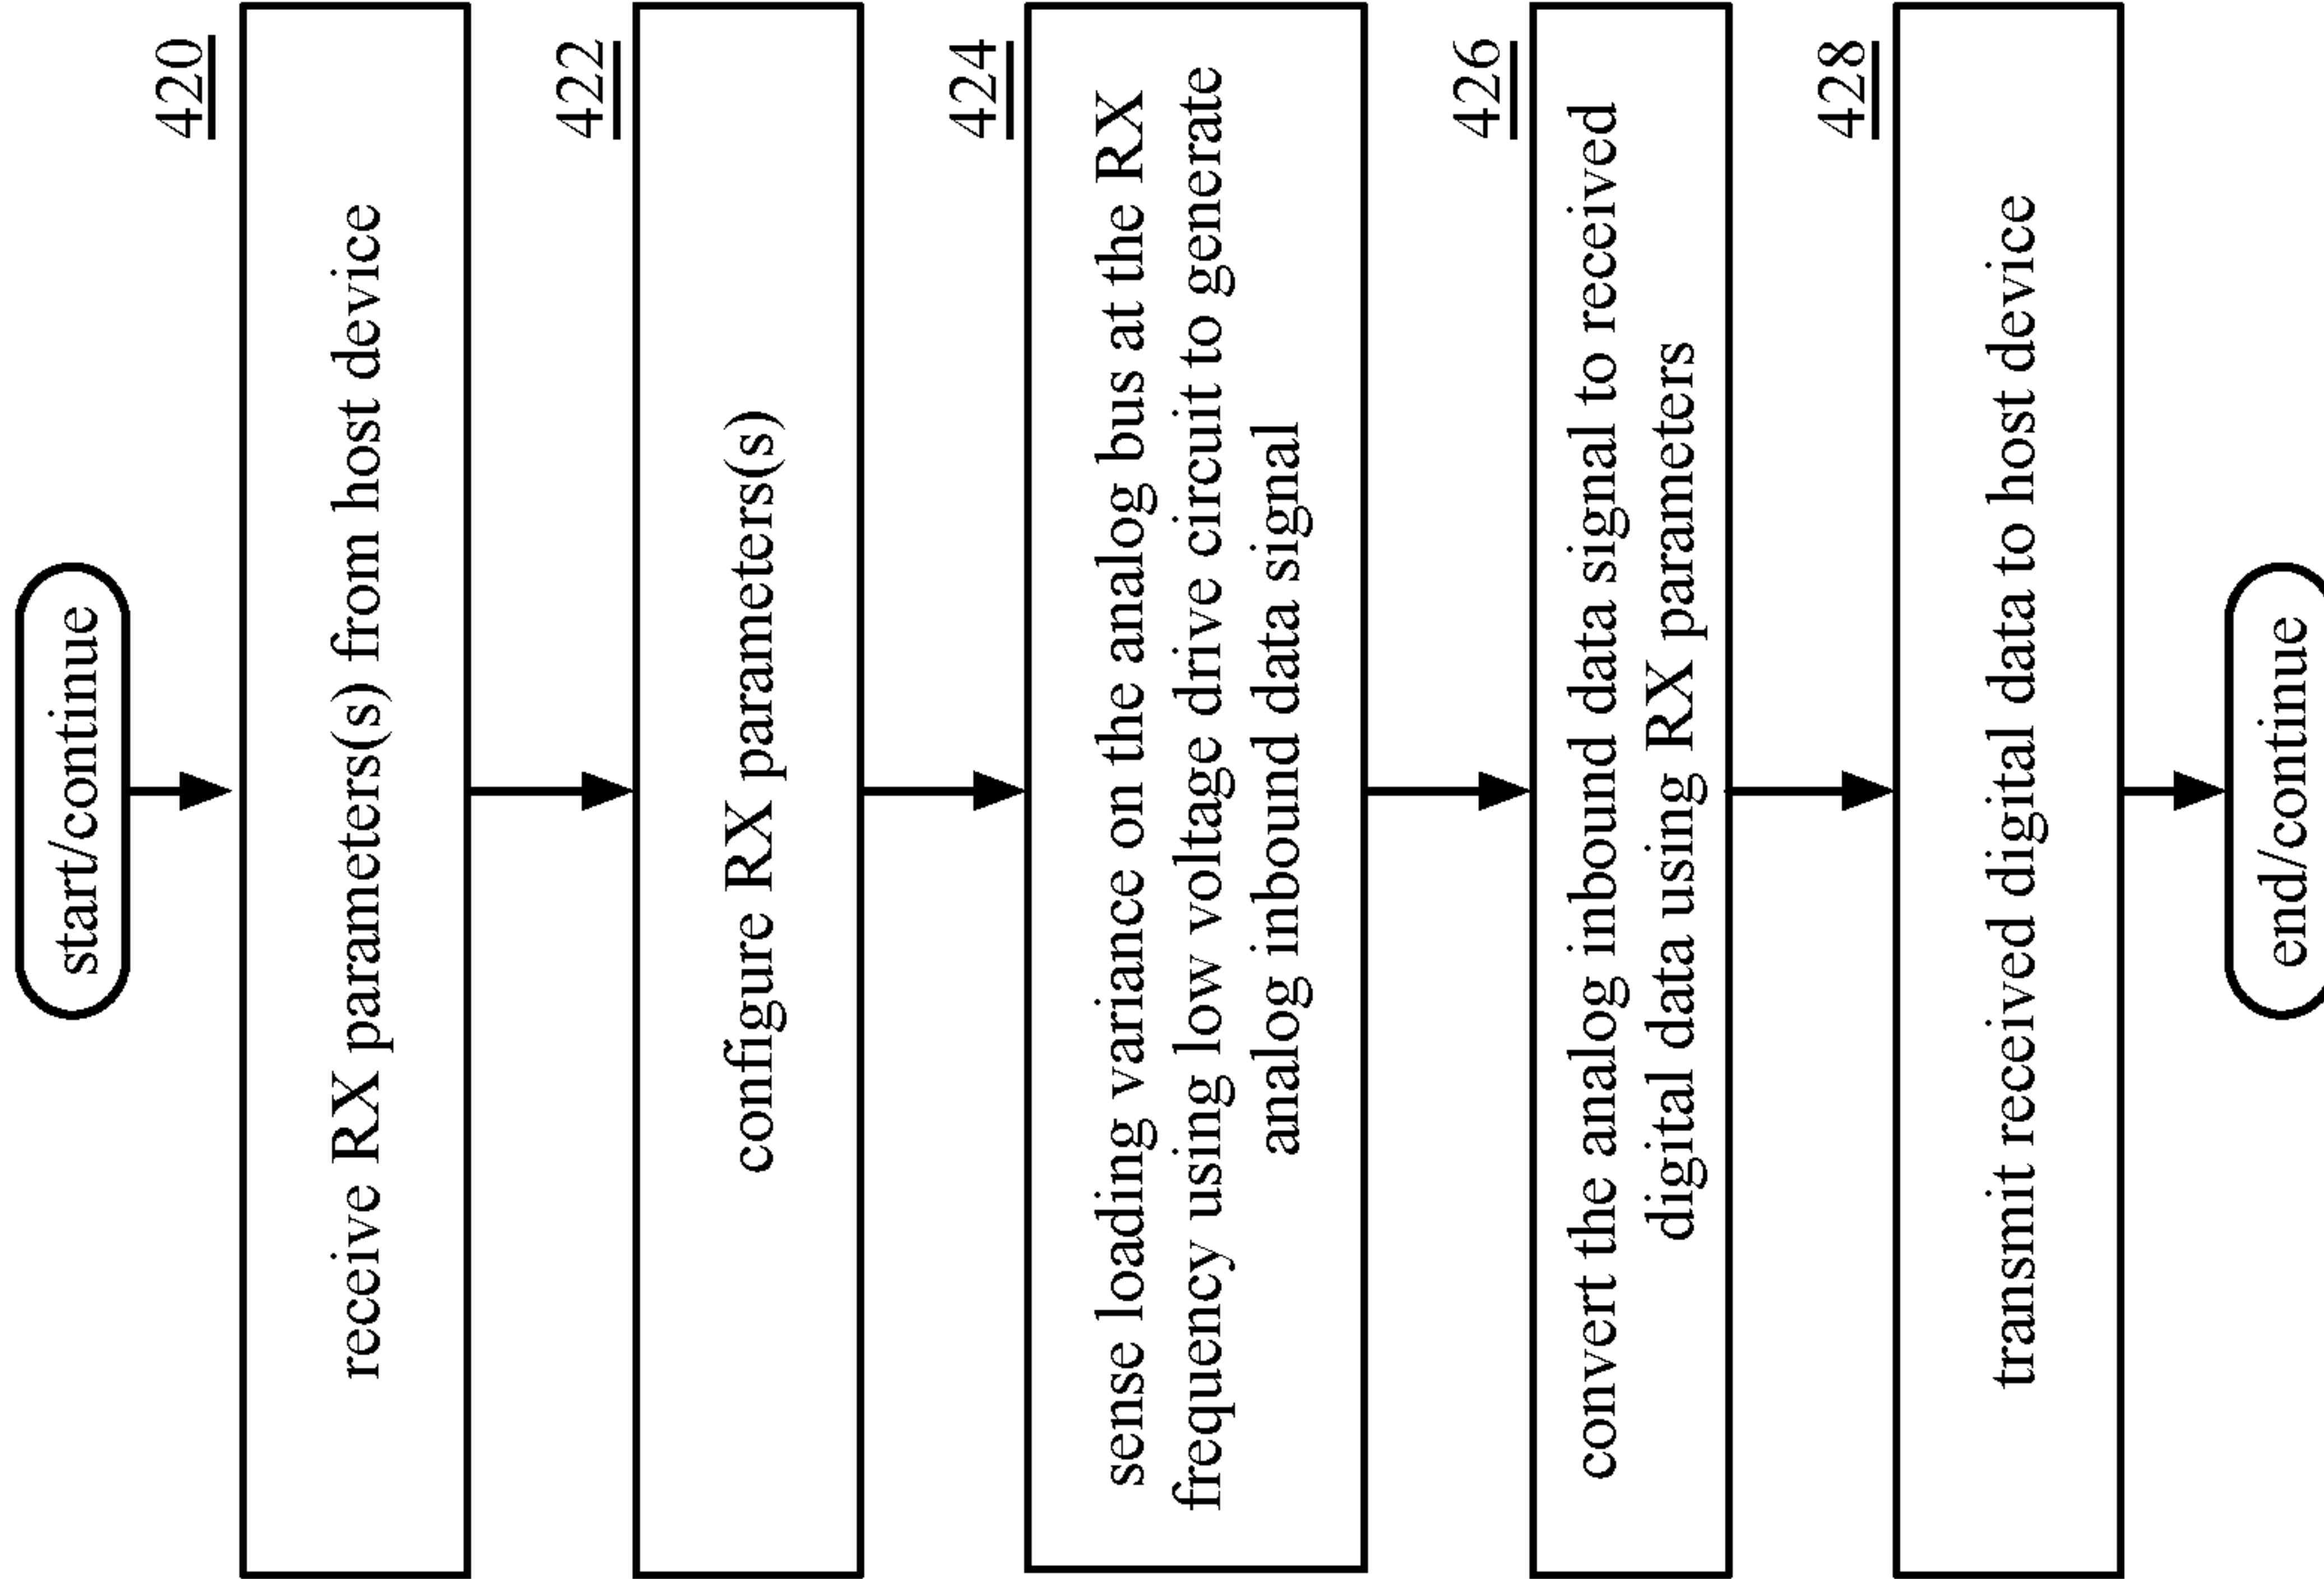 start/continue
420
receive RX parameters(s) from host device
422
configure RX parameters(s)
424
sense loading variance on the analog bus at the RX
frequency using low voltage drive circuit to generate
analog inbound data signal
426
convert the analog inbound data signal to received
digital data using RX parameters
428
transmit received digital data to host device
end/continue